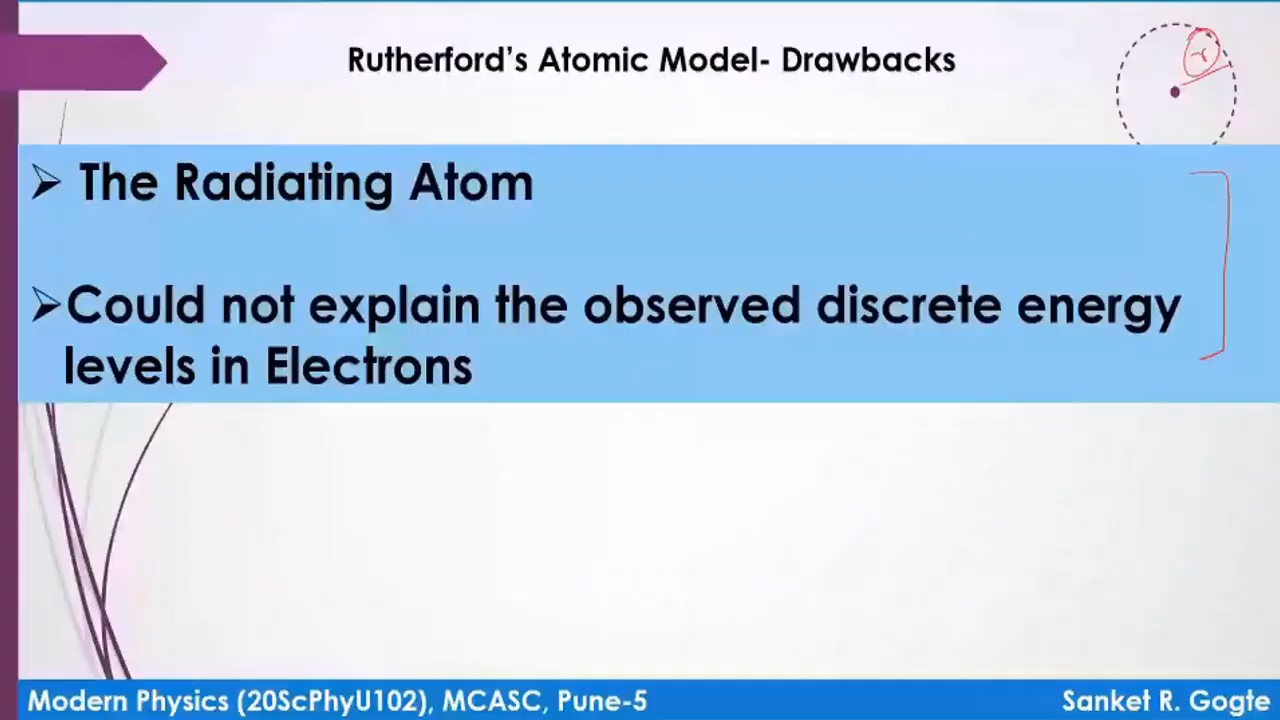 Rutherford's Atomic Model- Drawbacks
r
➢ The Radiating Atom
➢Could not explain the observed discrete energy
levels in Electrons
Modern Physics (20ScPhyU102), MCASC, Pune-5
Sanket R. Gogte